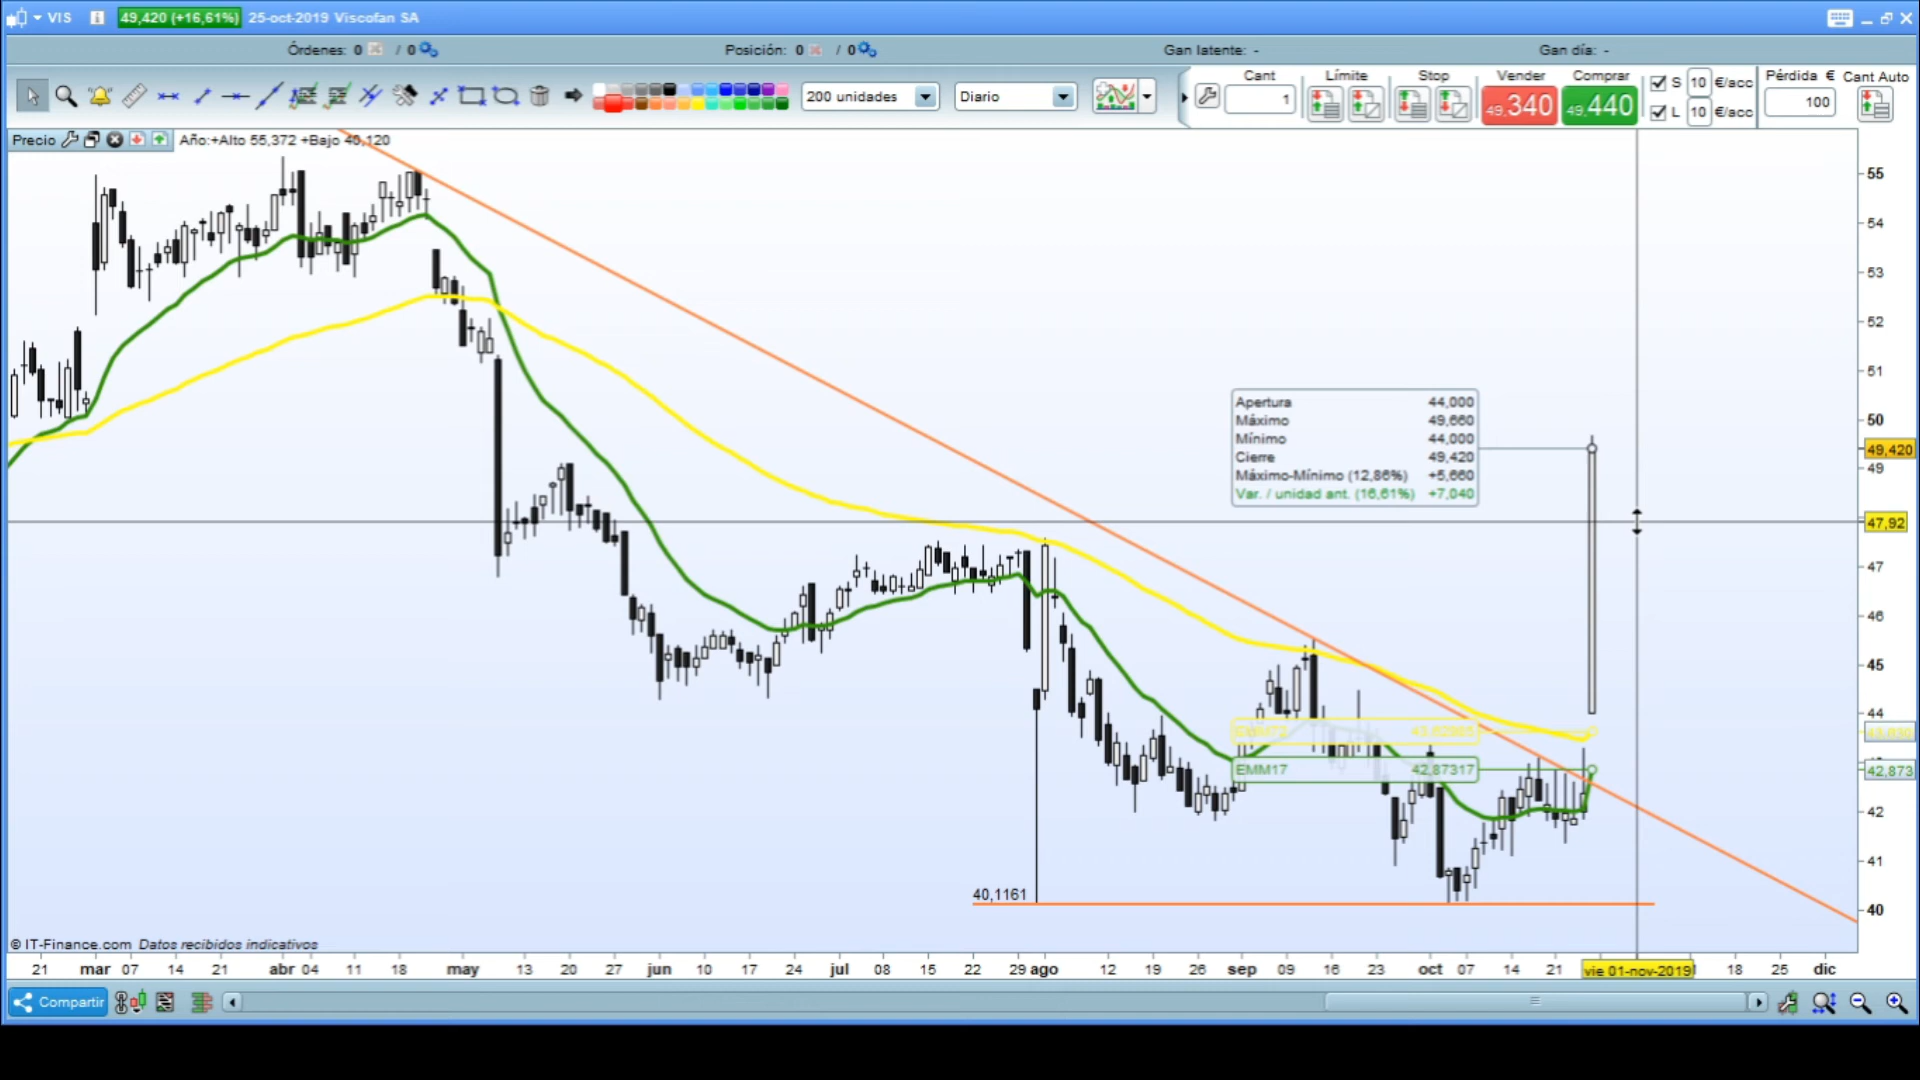 VIS
49,420 (+16,61%)
25-oct-2019 Viscofan SA
Órdenes: 0 / 0
Posición: 0 / 0
Gan latente: -
Gan día: -
200 unidades
Diario
Cant
1
Límite
Stop
Vender
49,340
Comprar
49,440
S 10 €/acc
L 10 €/acc
Pérdida €
100
Cant Auto
Precio
Año:+Alto 55,372 +Bajo 40,120
55
54
53
52
51
50
49,420
49
47,92
47
46
45
44
42,873
42
41
40
Apertura 44,000
Máximo 49,660
Mínimo 44,000
Cierre 49,420
Máximo-Mínimo (12,86%) +5,660
Var. / unidad ant. (16,61%) +7,040
EMM17 42,87317
40,1161
© IT-Finance.com Datos recibidos indicativos
21 mar 07 14 21 abr 04 11 18 may 13 20 27 jun 10 17 24 jul 08 15 22 29 ago 12 19 26 sep 09 16 23 oct 07 14 21 vie 01-nov-2019 18 25 dic
Compartir